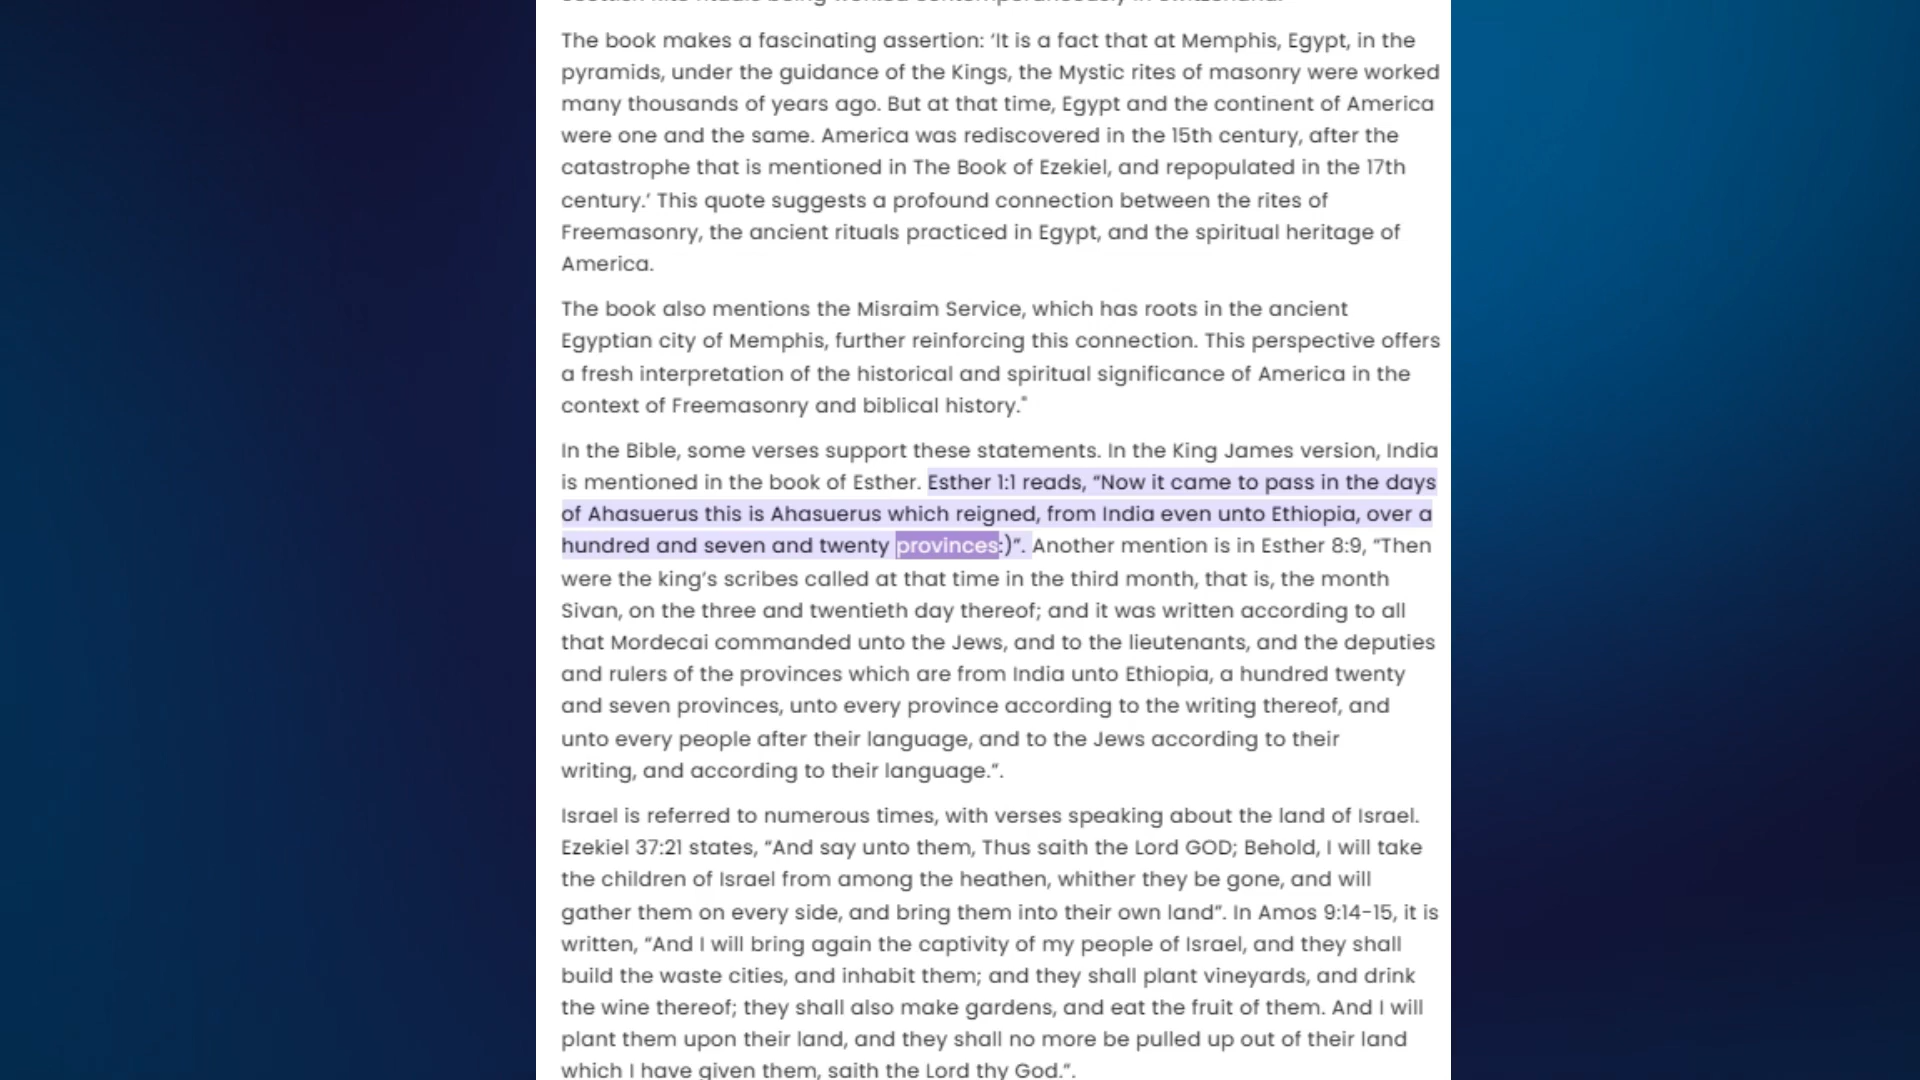 The book makes a fascinating assertion: ‘It is a fact that at Memphis, Egypt, in the
pyramids, under the guidance of the Kings, the Mystic rites of masonry were worked
many thousands of years ago. But at that time, Egypt and the continent of America
were one and the same. America was rediscovered in the 15th century, after the
catastrophe that is mentioned in The Book of Ezekiel, and repopulated in the 17th
century.’ This quote suggests a profound connection between the rites of
Freemasonry, the ancient rituals practiced in Egypt, and the spiritual heritage of
America.
The book also mentions the Misraim Service, which has roots in the ancient
Egyptian city of Memphis, further reinforcing this connection. This perspective offers
a fresh interpretation of the historical and spiritual significance of America in the
context of Freemasonry and biblical history."
In the Bible, some verses support these statements. In the King James version, India
is mentioned in the book of Esther. Esther 1:1 reads, “Now it came to pass in the days
of Ahasuerus this is Ahasuerus which reigned, from India even unto Ethiopia, over a
hundred and seven and twenty provinces:)”. Another mention is in Esther 8:9, “Then
were the king’s scribes called at that time in the third month, that is, the month
Sivan, on the three and twentieth day thereof; and it was written according to all
that Mordecai commanded unto the Jews, and to the lieutenants, and the deputies
and rulers of the provinces which are from India unto Ethiopia, a hundred twenty
and seven provinces, unto every province according to the writing thereof, and
unto every people after their language, and to the Jews according to their
writing, and according to their language.”.
Israel is referred to numerous times, with verses speaking about the land of Israel.
Ezekiel 37:21 states, “And say unto them, Thus saith the Lord GOD; Behold, I will take
the children of Israel from among the heathen, whither they be gone, and will
gather them on every side, and bring them into their own land”. In Amos 9:14-15, it is
written, “And I will bring again the captivity of my people of Israel, and they shall
build the waste cities, and inhabit them; and they shall plant vineyards, and drink
the wine thereof; they shall also make gardens, and eat the fruit of them. And I will
plant them upon their land, and they shall no more be pulled up out of their land
which I have given them, saith the Lord thy God.”.